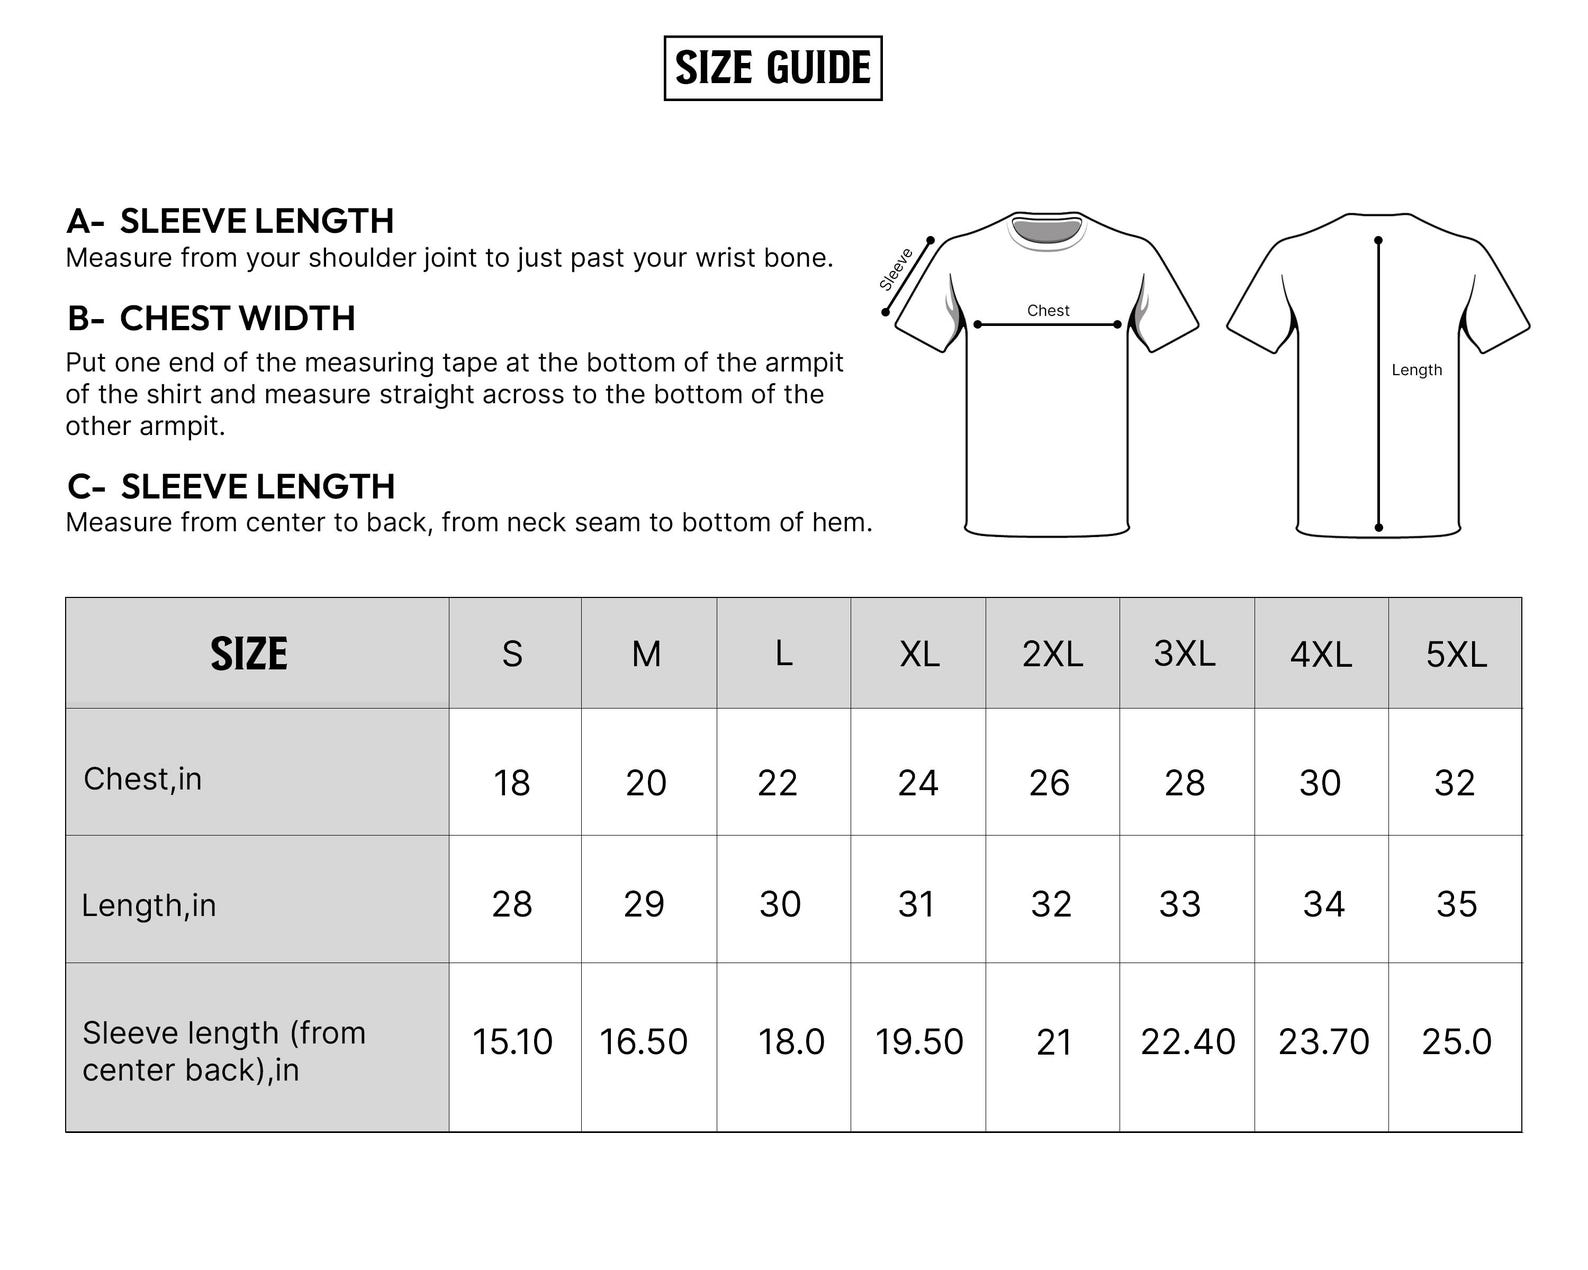 SIZE GUIDE
A- SLEEVE LENGTH
Measure from your shoulder joint to just past your wrist bone.
B- CHEST WIDTH
Put one end of the measuring tape at the bottom of the armpit
of the shirt and measure straight across to the bottom of the
other armpit.
C- SLEEVE LENGTH
Measure from center to back, from neck seam to bottom of hem.
Sleeve
Chest
Length
SIZE S M L XL 2XL 3XL 4XL 5XL
Chest,in 18 20 22 24 26 28 30 32
Length,in 28 29 30 31 32 33 34 35
Sleeve length (from
center back),in 15.10 16.50 18.0 19.50 21 22.40 23.70 25.0